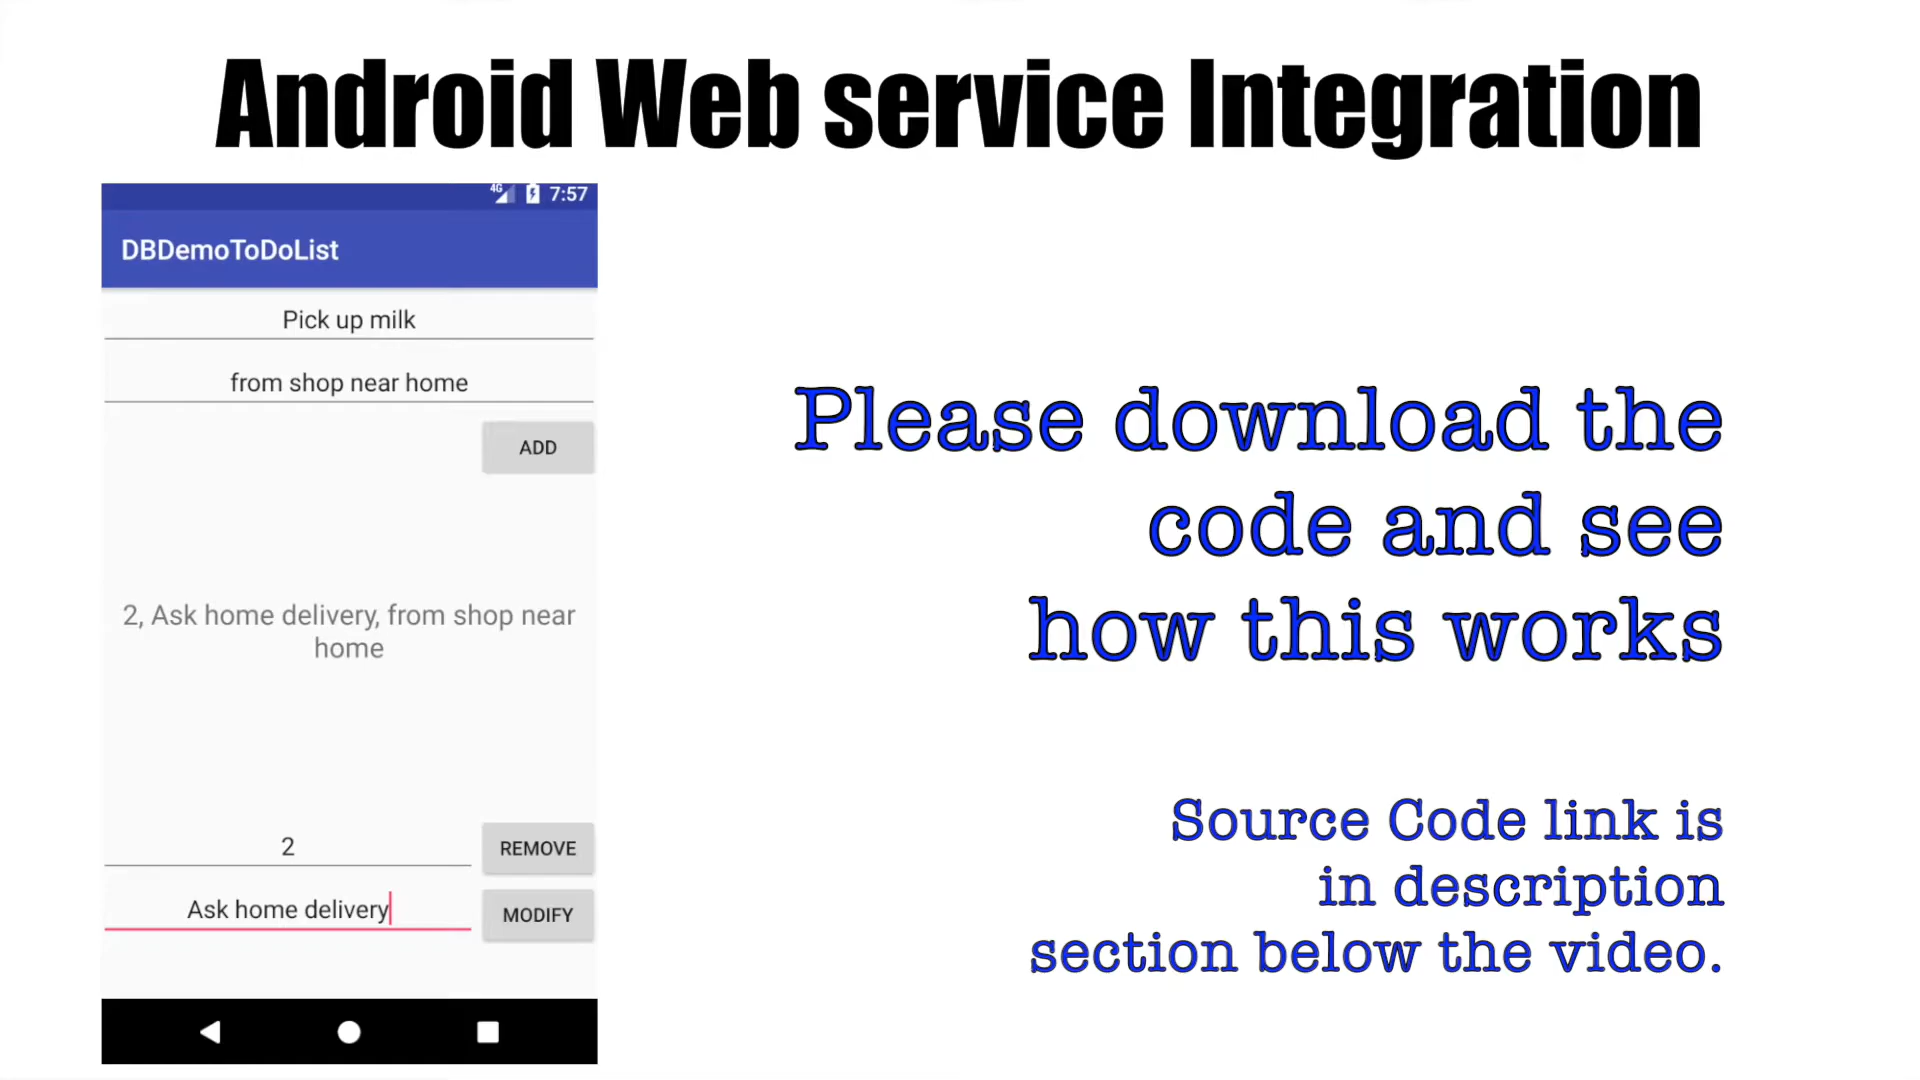 Android Web service Integration
4G 7:57
DBDemoToDoList
Pick up milk
from shop near home
ADD
2, Ask home delivery, from shop near
home
2
REMOVE
Ask home delivery
MODIFY
Please download the
code and see
how this works
Source Code link is
in description
section below the video.